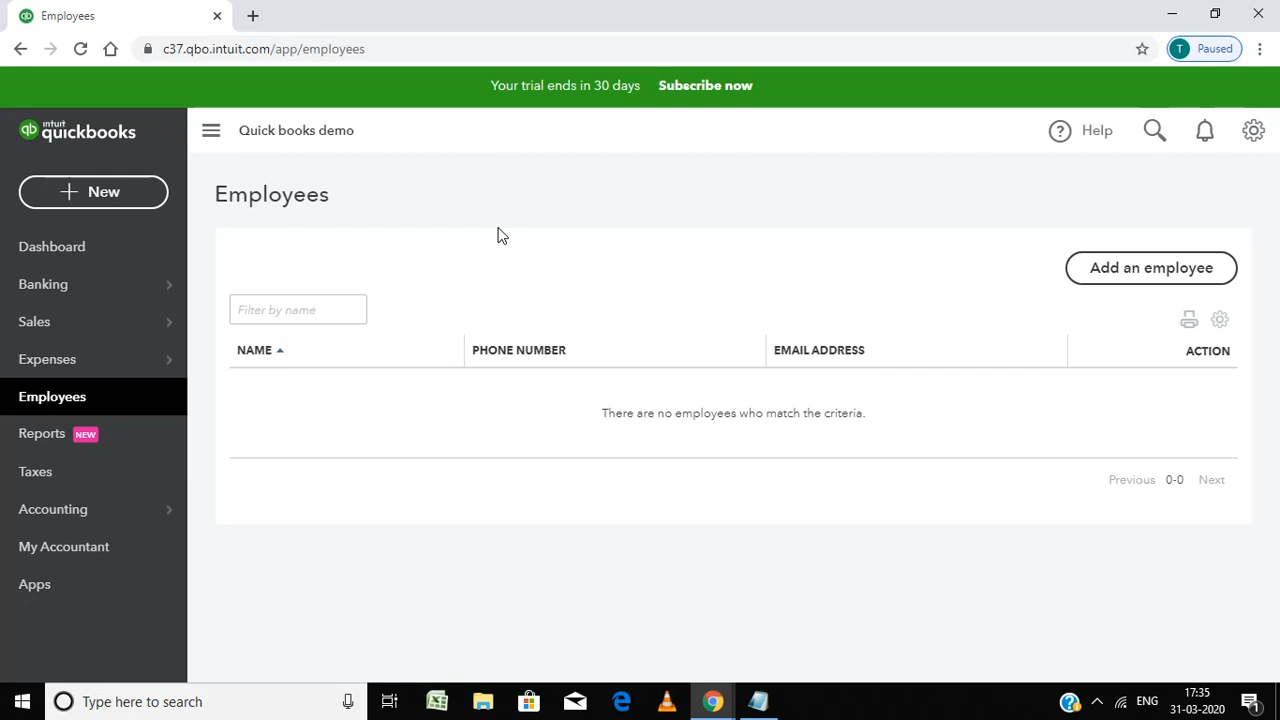 Employees
c37.qbo.intuit.com/app/employees
T Paused
Your trial ends in 30 days Subscribe now
qb intuit quickbooks
Quick books demo
? Help
+ New
Employees
Dashboard
Banking
Sales
Expenses
Employees
Reports NEW
Taxes
Accounting
My Accountant
Apps
Add an employee
Filter by name
NAME PHONE NUMBER EMAIL ADDRESS ACTION
There are no employees who match the criteria.
Previous 0-0 Next
Type here to search
ENG
17:35
31-03-2020
1